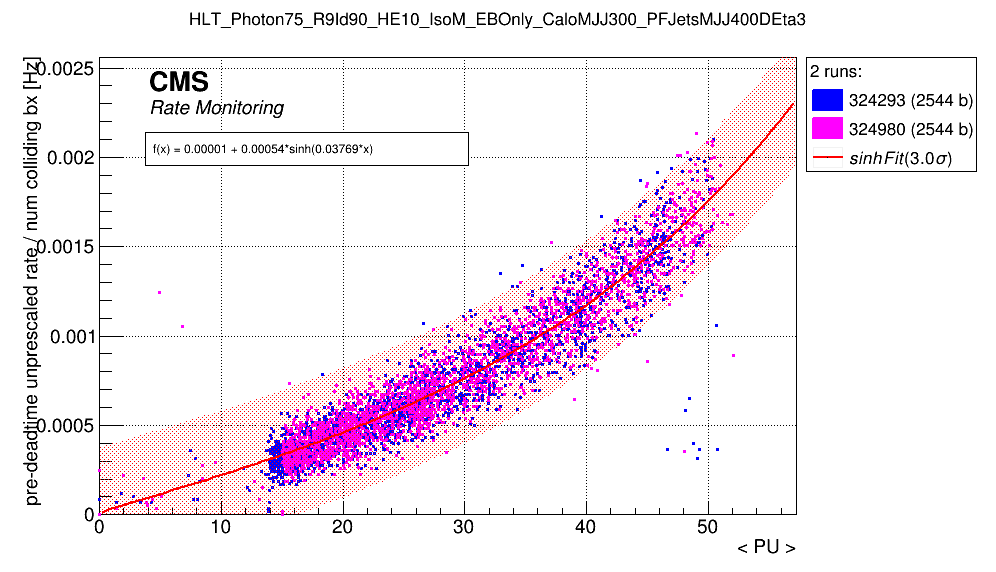 HLT_Photon75_R9Id90_HE10_IsoM_EBOnly_CaloMJJ300_PFJetsMJJ400DEta3
pre-deadtime unprescaled rate / num colliding bx [Hz]
0.0025
0.002
0.0015
0.001
0.0005
0
CMS
Rate Monitoring
f(x) = 0.00001 + 0.00054*sinh(0.03769*x)
2 runs:
324293 (2544 b)
324980 (2544 b)
sinhFit(3.0σ)
0 10 20 30 40 50
< PU >